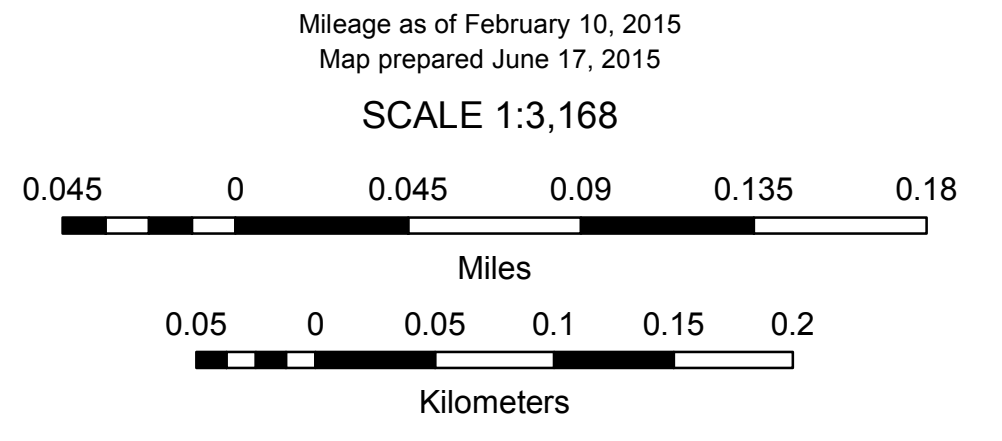 Mileage as of February 10, 2015
Map prepared June 17, 2015
SCALE 1:3,168
0.045 0 0.045 0.09 0.135 0.18
Miles
0.05 0 0.05 0.1 0.15 0.2
Kilometers